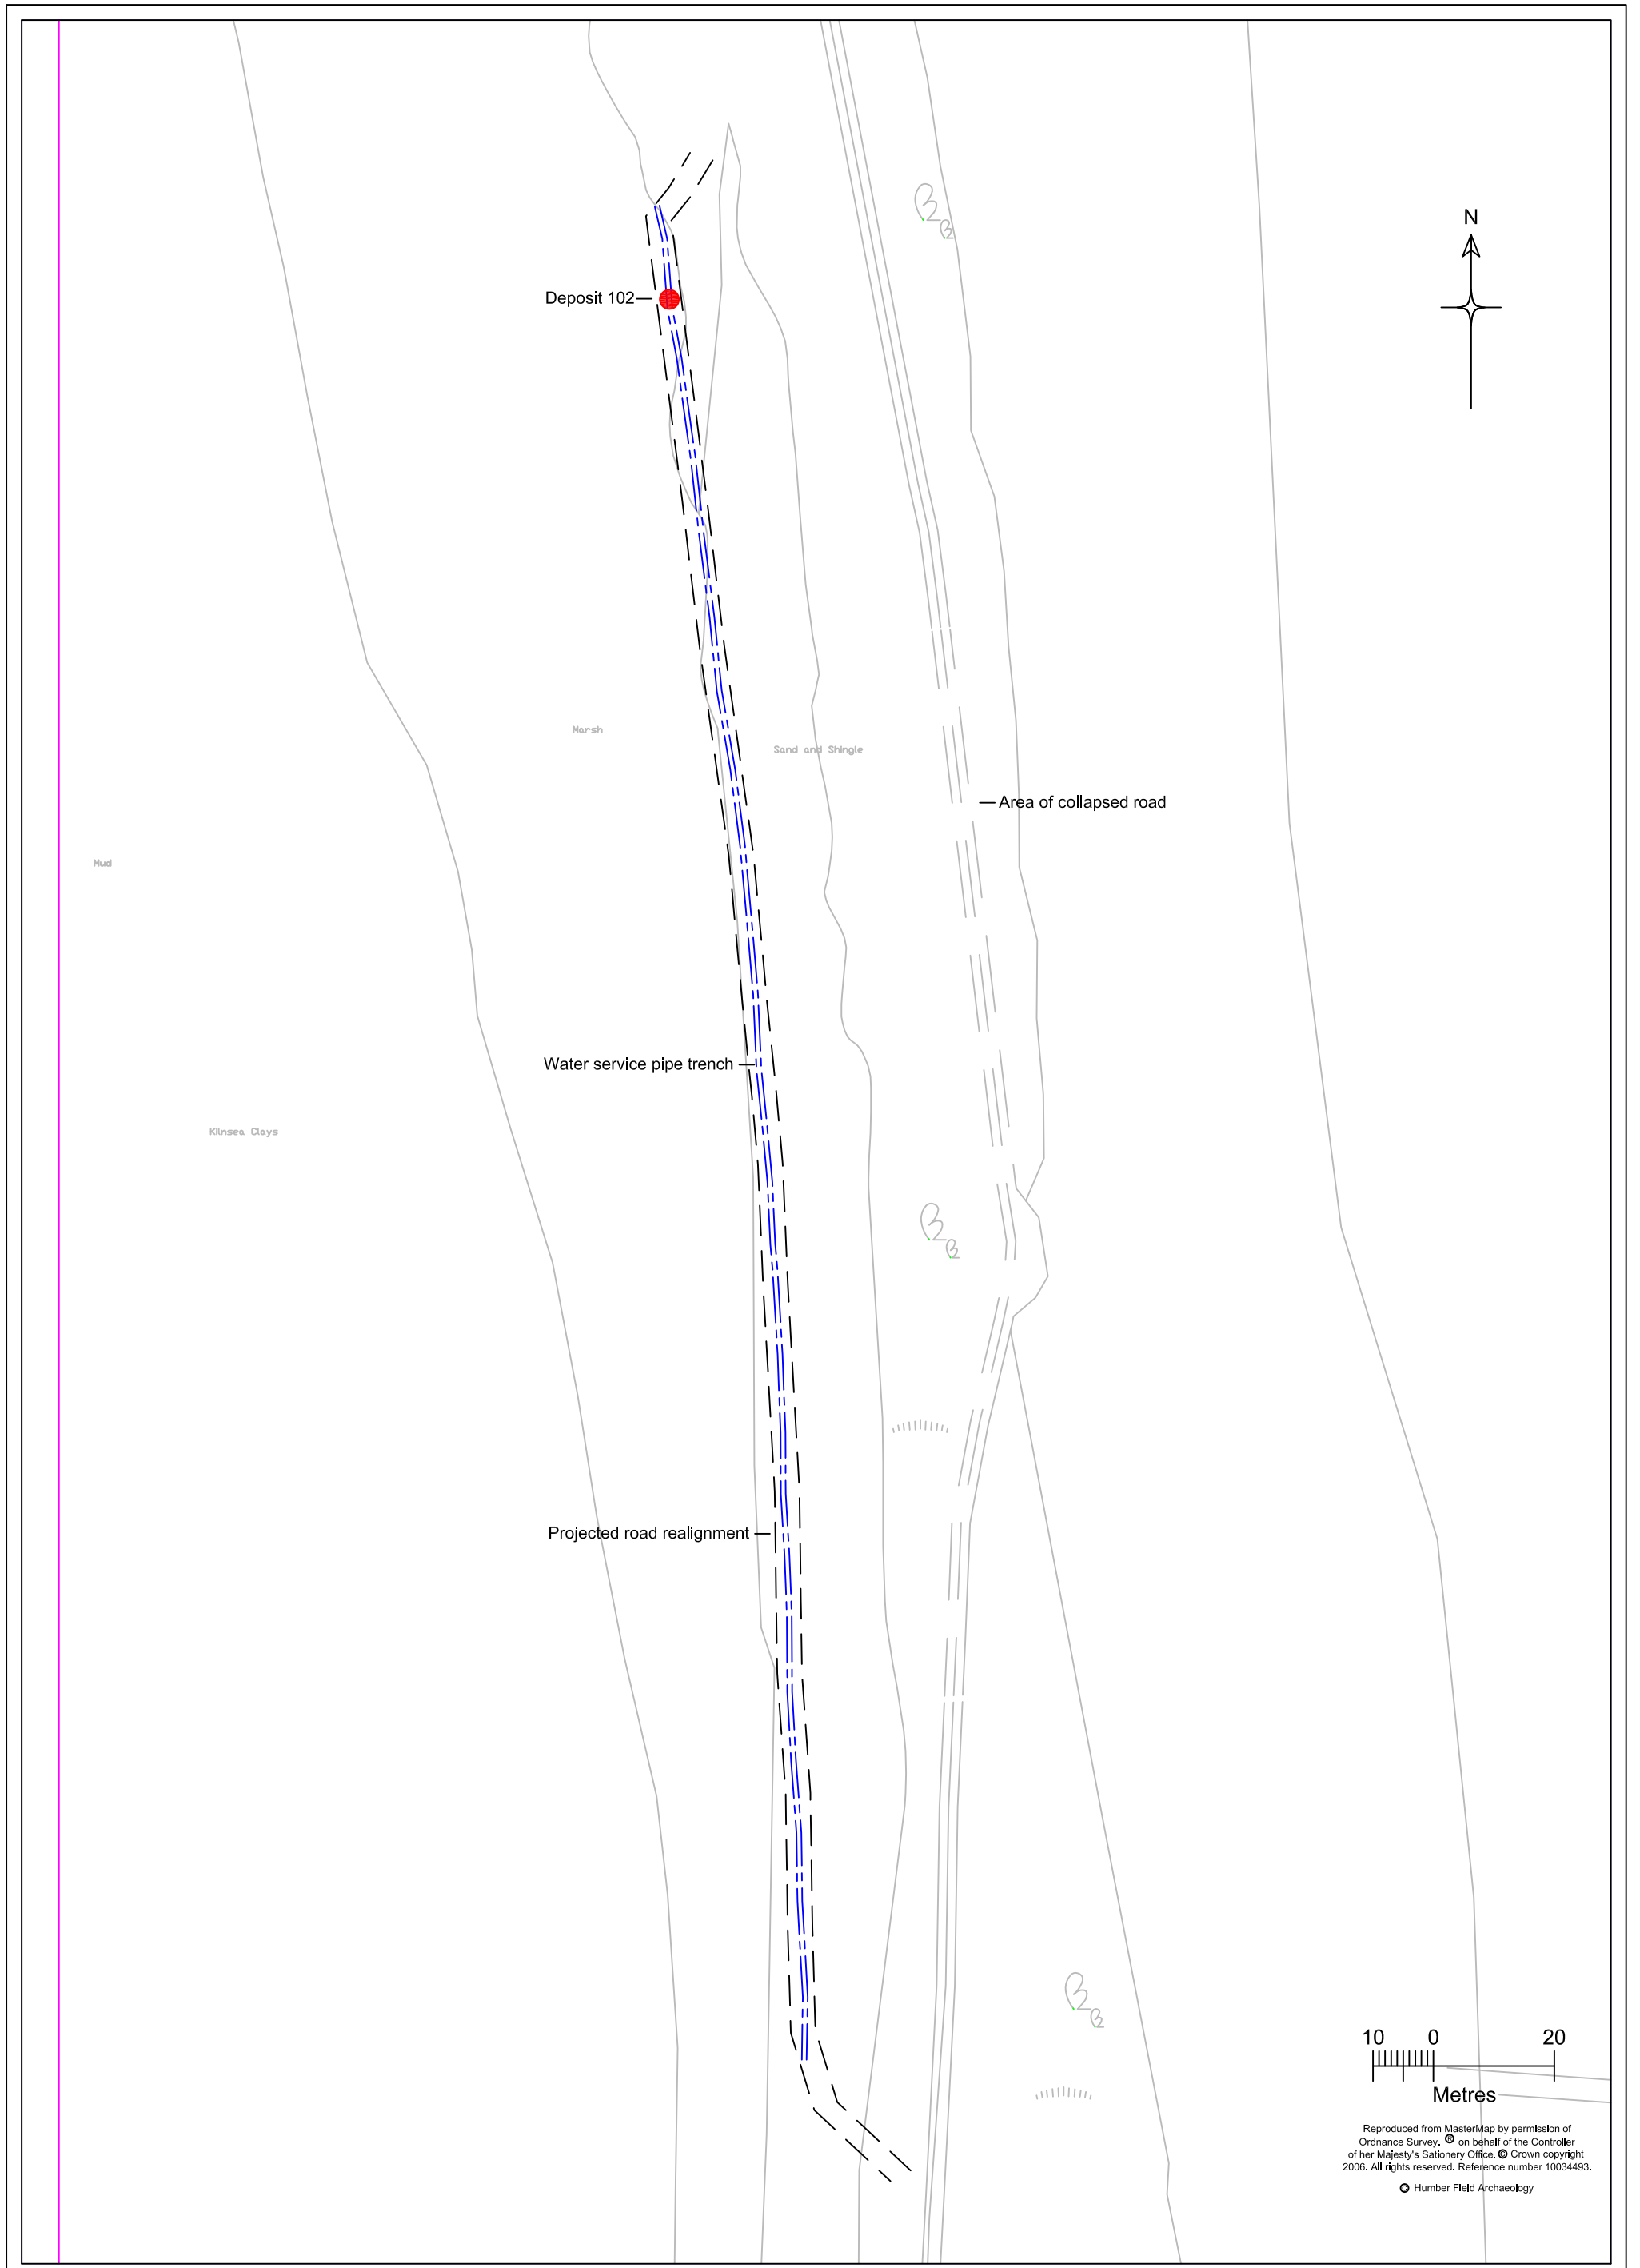 N
Deposit 102
Marsh
Sand and Shingle
Area of collapsed road
Mud
Water service pipe trench
Kilnsea Clays
Projected road realignment
10 0 20
Metres
Reproduced from MasterMap by permission of
Ordnance Survey. ® on behalf of the Controller
of her Majesty's Sationery Office. © Crown copyright
2006. All rights reserved. Reference number 10034493.
© Humber Field Archaeology